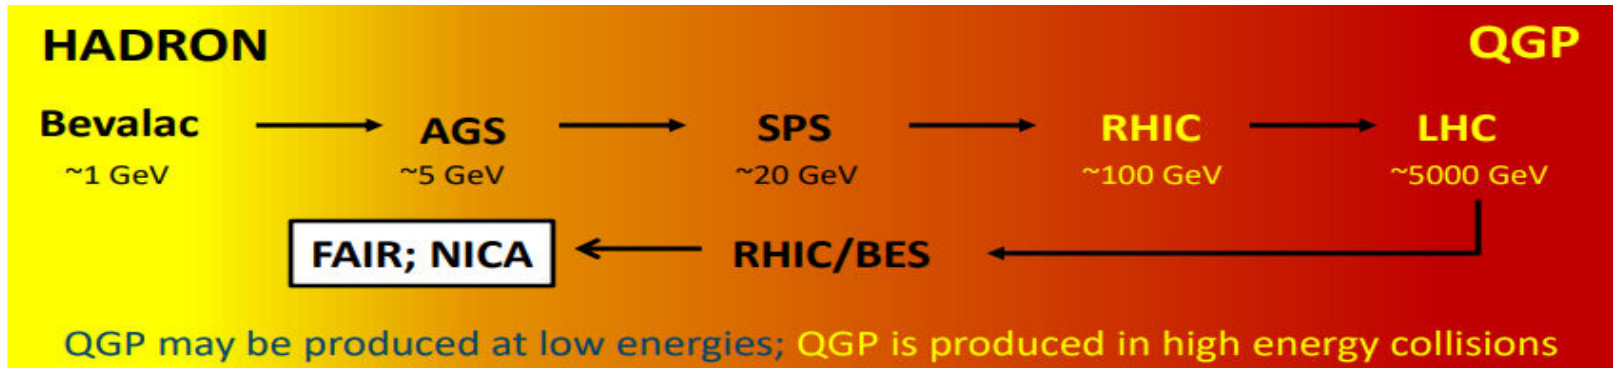 HADRON QGP
Bevalac AGS SPS RHIC LHC
~1 GeV ~5 GeV ~20 GeV ~100 GeV ~5000 GeV
FAIR; NICA RHIC/BES
QGP may be produced at low energies; QGP is produced in high energy collisions